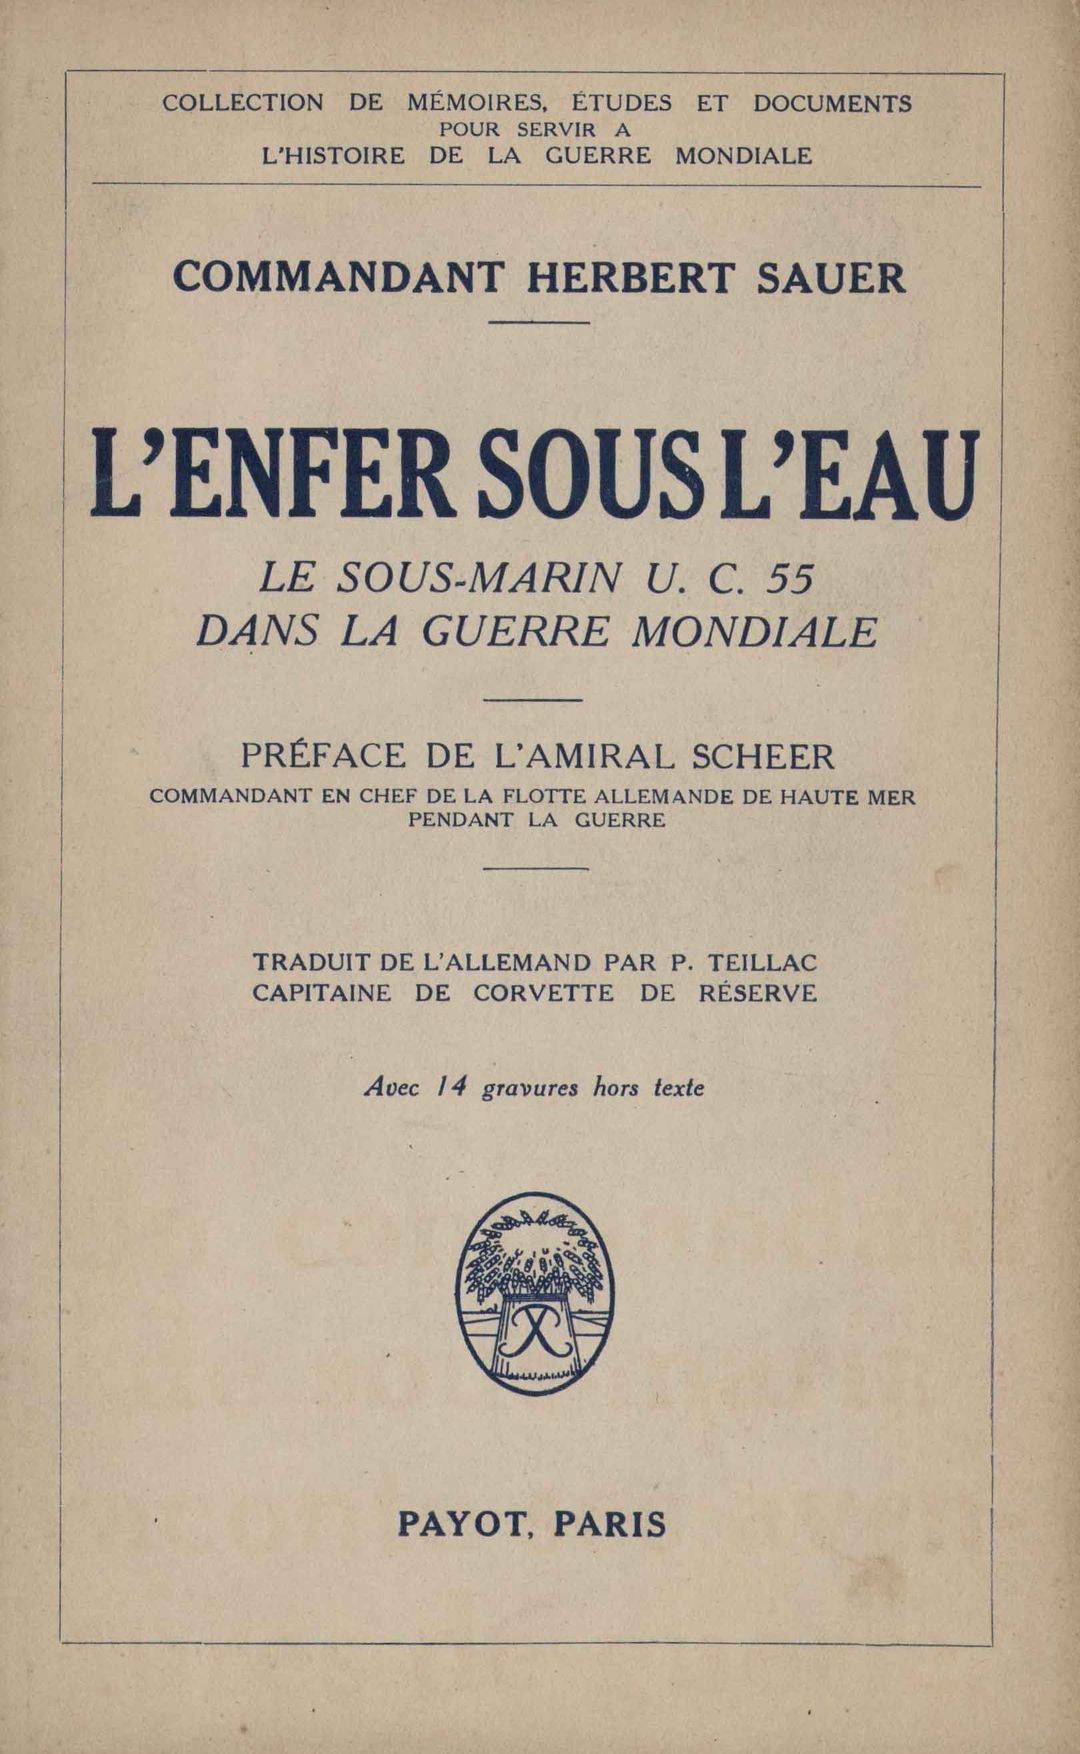 COLLECTION DE MÉMOIRES, ÉTUDES ET DOCUMENTS
POUR SERVIR A
L'HISTOIRE DE LA GUERRE MONDIALE
COMMANDANT HERBERT SAUER
L'ENFER SOUS L'EAU
LE SOUS-MARIN U. C. 55
DANS LA GUERRE MONDIALE
PRÉFACE DE L'AMIRAL SCHEER
COMMANDANT EN CHEF DE LA FLOTTE ALLEMANDE DE HAUTE MER
PENDANT LA GUERRE
TRADUIT DE L'ALLEMAND PAR P. TEILLAC
CAPITAINE DE CORVETTE DE RÉSERVE
Avec 14 gravures hors texte
PAYOT, PARIS